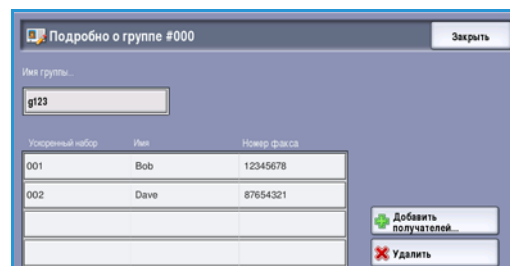 Подробно о группе #000
Закрыть
Имя группы...
g123
Ускоренный набор Имя Номер факса
001 Bob 12345678
002 Dave 87654321
Добавить
получателей...
Удалить